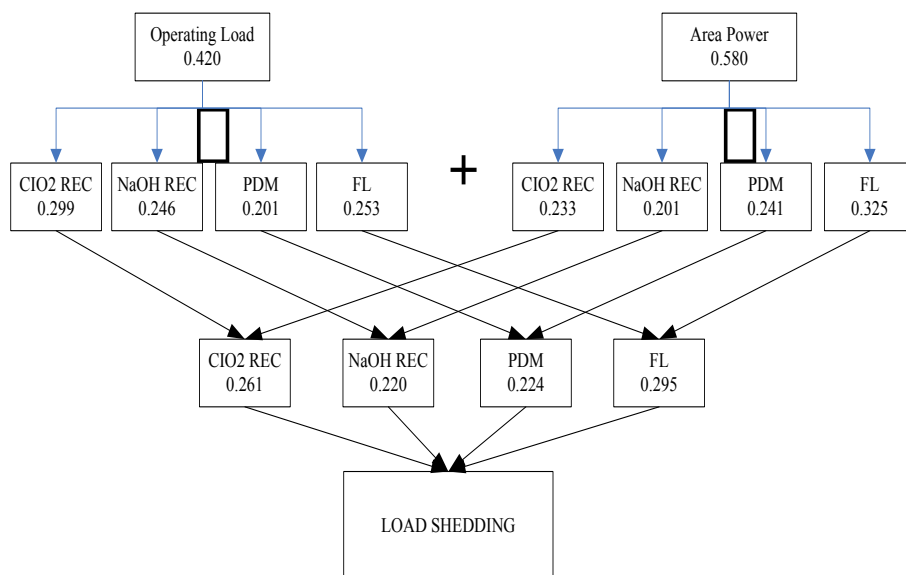 Operating Load
0.420
Area Power
0.580
ClO2 REC
0.299
NaOH REC
0.246
PDM
0.201
FL
0.253
+
ClO2 REC
0.233
NaOH REC
0.201
PDM
0.241
FL
0.325
ClO2 REC
0.261
NaOH REC
0.220
PDM
0.224
FL
0.295
LOAD SHEDDING